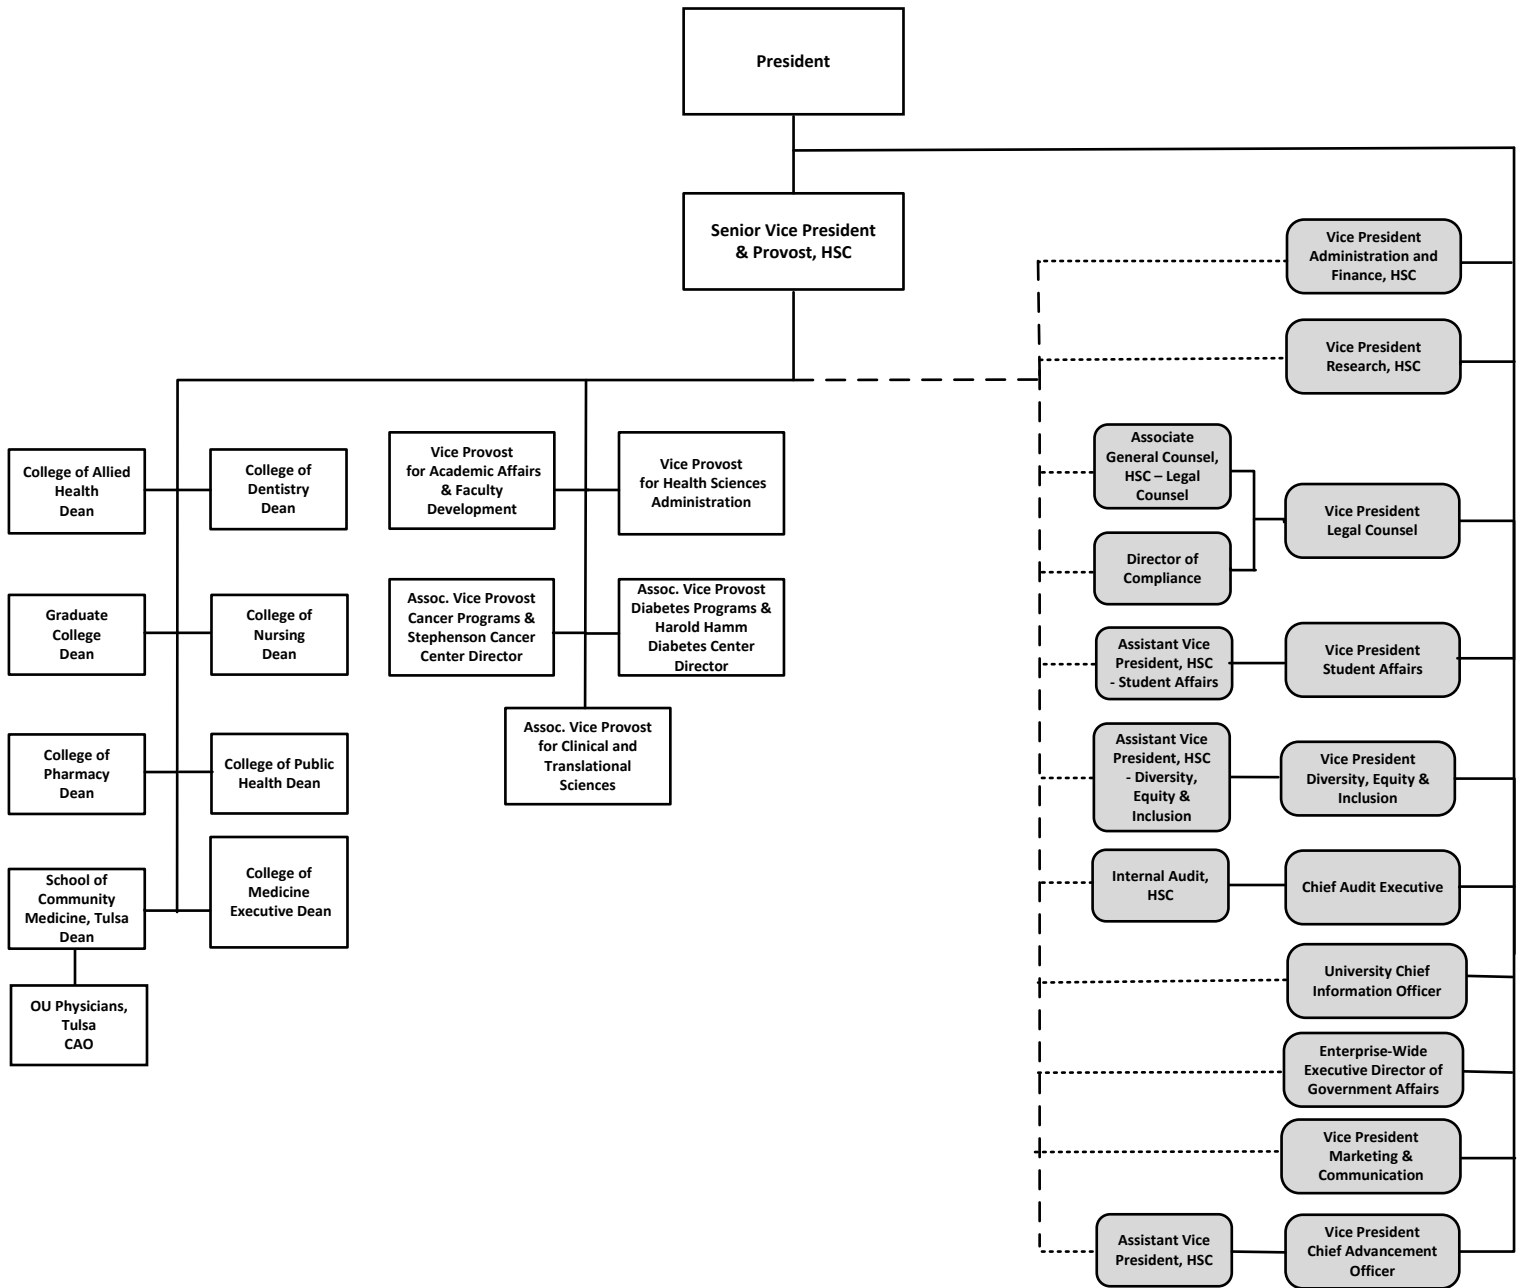 President
Senior Vice President
& Provost, HSC
College of Allied
Health
Dean
College of
Dentistry
Dean
Graduate
College
Dean
College of
Nursing
Dean
College of
Pharmacy
Dean
College of Public
Health Dean
School of
Community
Medicine, Tulsa
Dean
College of
Medicine
Executive Dean
OU Physicians,
Tulsa
CAO
Vice Provost
for Academic Affairs
& Faculty
Development
Vice Provost
for Health Sciences
Administration
Assoc. Vice Provost
Cancer Programs &
Stephenson Cancer
Center Director
Assoc. Vice Provost
Diabetes Programs &
Harold Hamm
Diabetes Center
Director
Assoc. Vice Provost
for Clinical and
Translational
Sciences
Vice President
Administration and
Finance, HSC
Vice President
Research, HSC
Associate
General Counsel,
HSC – Legal
Counsel
Director of
Compliance
Vice President
Legal Counsel
Assistant Vice
President, HSC
- Student Affairs
Vice President
Student Affairs
Assistant Vice
President, HSC
- Diversity,
Equity &
Inclusion
Vice President
Diversity, Equity &
Inclusion
Internal Audit,
HSC
Chief Audit Executive
University Chief
Information Officer
Enterprise-Wide
Executive Director of
Government Affairs
Vice President
Marketing &
Communication
Assistant Vice
President, HSC
Vice President
Chief Advancement
Officer